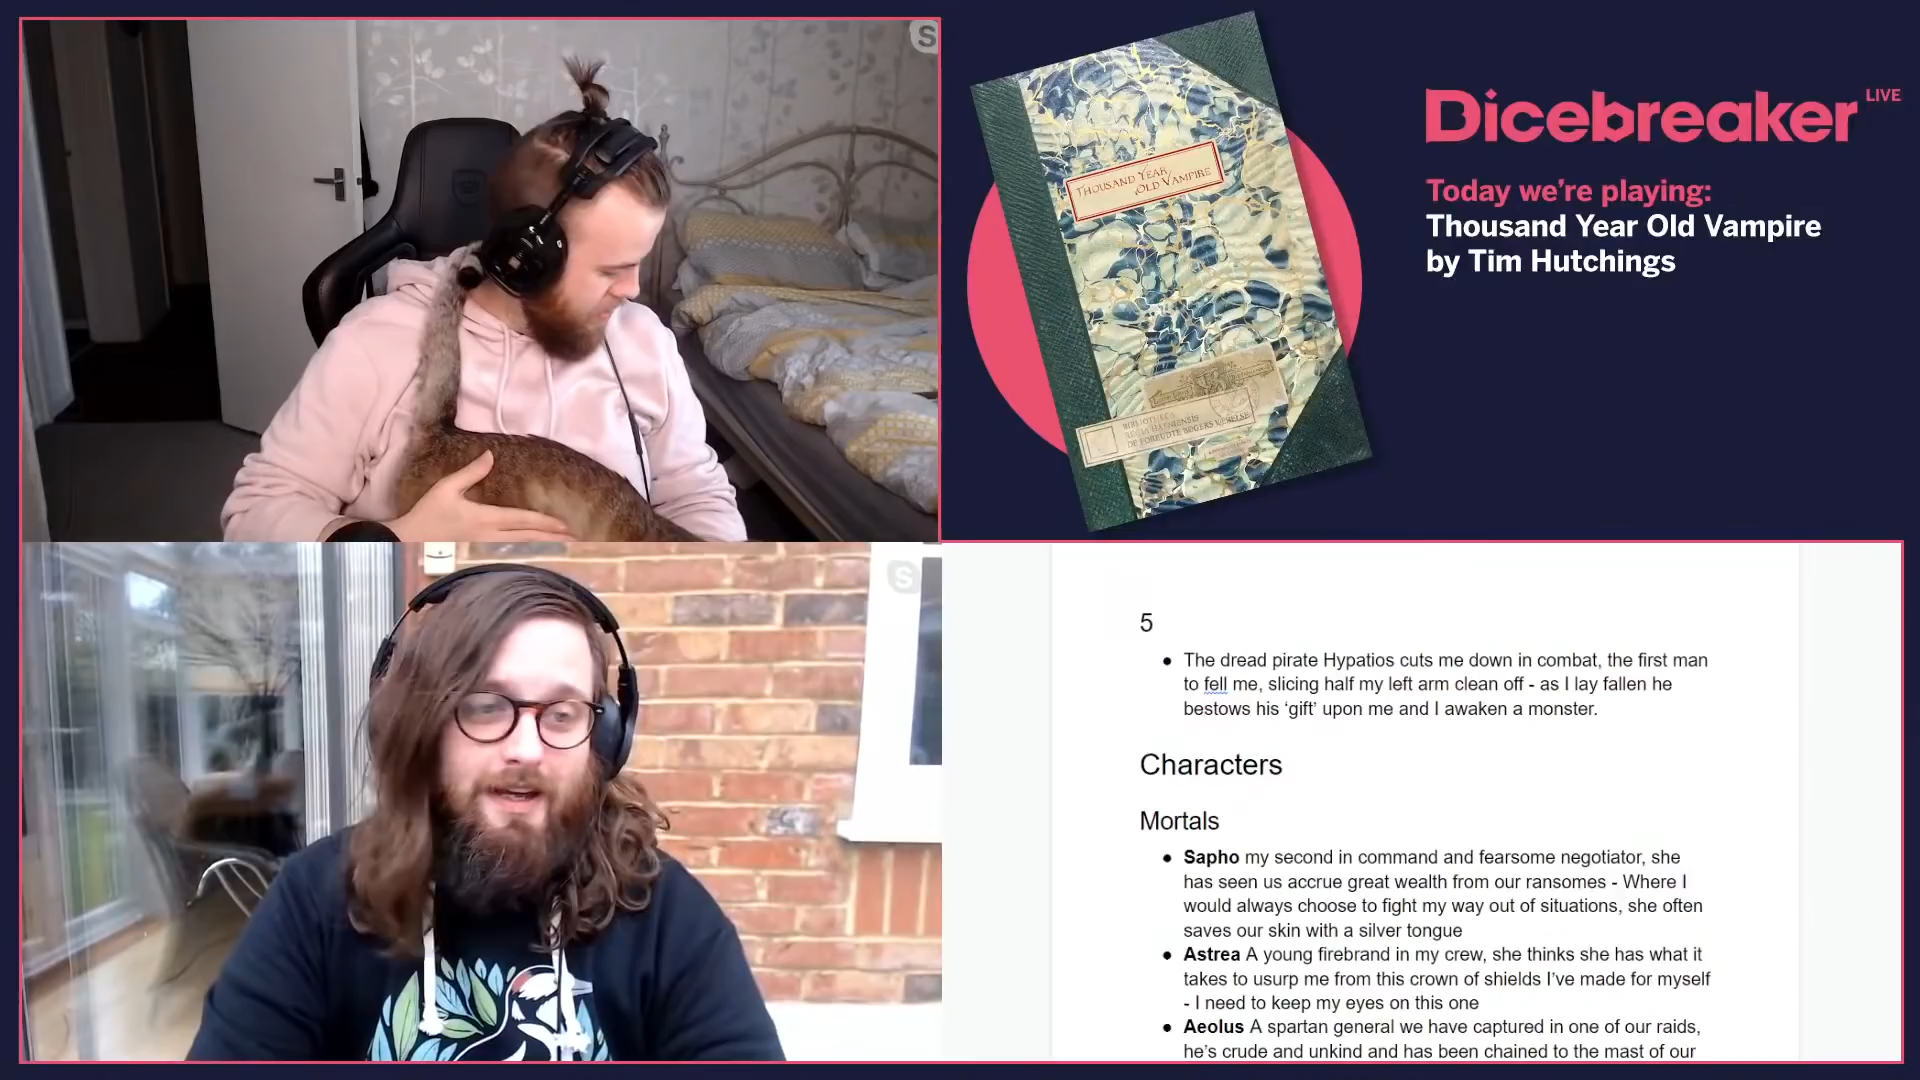 Dicebreaker LIVE
Today we're playing:
Thousand Year Old Vampire
by Tim Hutchings
THOUSAND YEAR
OLD VAMPIRE
BIBLIOTHECA
REGIA HAFNIENSIS
DE FORBUDTE BØGERS VÆRELSE
S
S
5
● The dread pirate Hypatios cuts me down in combat, the first man
to fell me, slicing half my left arm clean off - as I lay fallen he
bestows his ‘gift’ upon me and I awaken a monster.
Characters
Mortals
● Sapho my second in command and fearsome negotiator, she
has seen us accrue great wealth from our ransomes - Where I
would always choose to fight my way out of situations, she often
saves our skin with a silver tongue
● Astrea A young firebrand in my crew, she thinks she has what it
takes to usurp me from this crown of shields I’ve made for myself
- I need to keep my eyes on this one
● Aeolus A spartan general we have captured in one of our raids,
he’s crude and unkind and has been chained to the mast of our